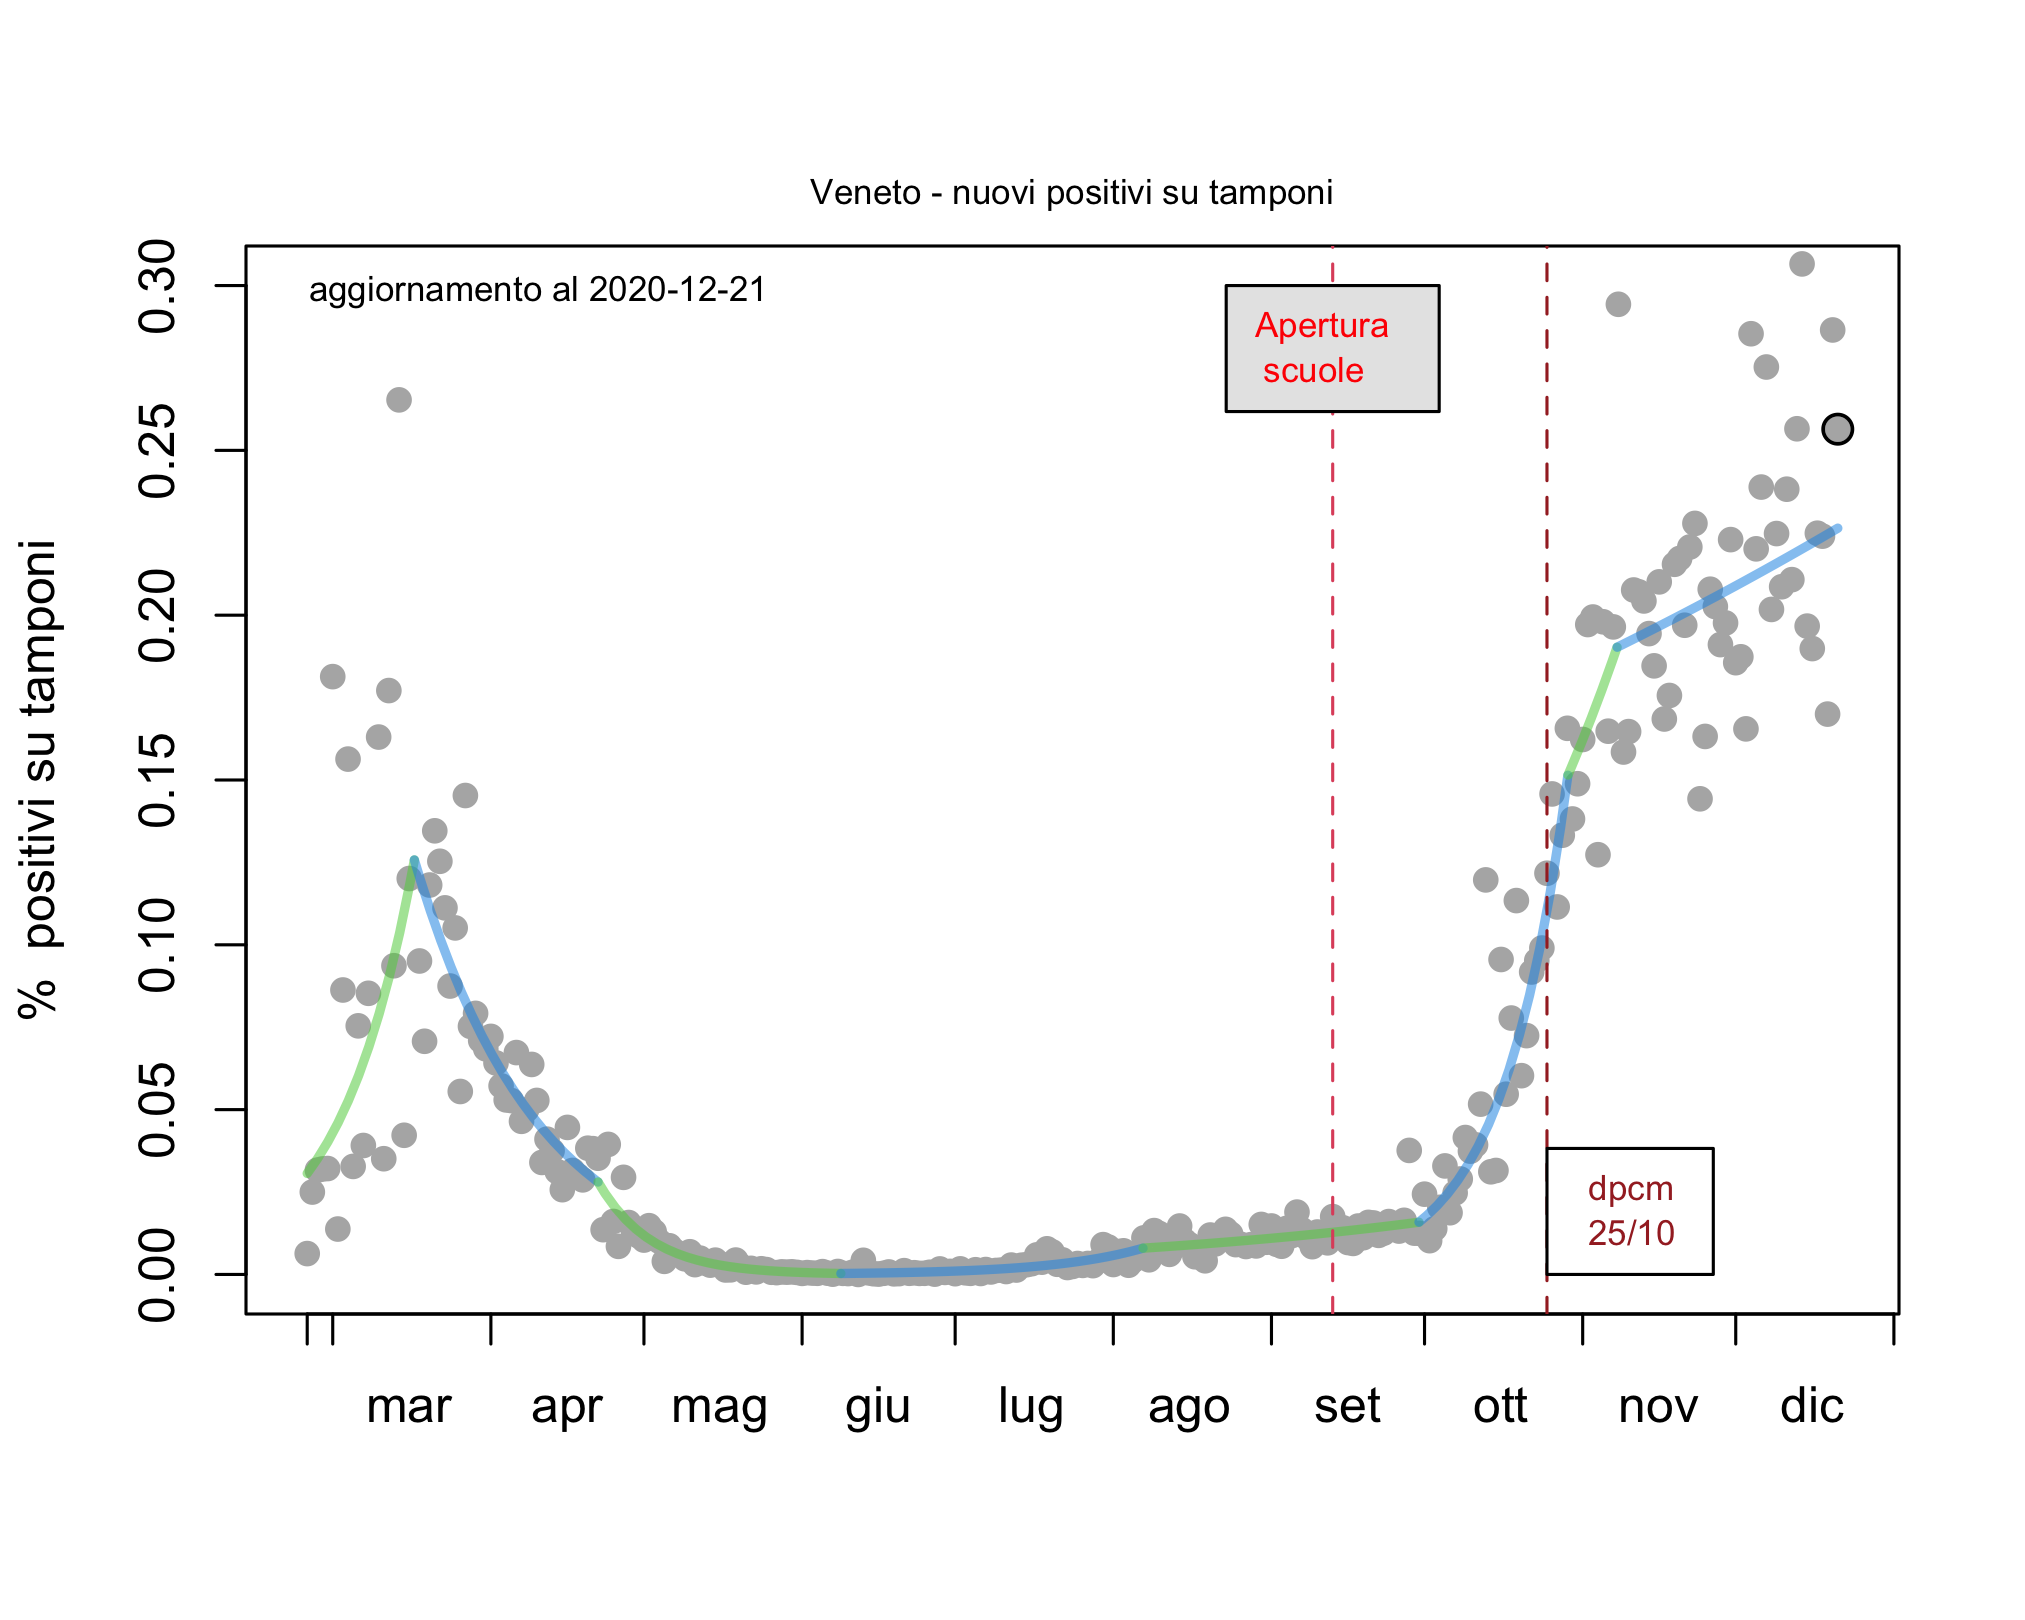 Veneto - nuovi positivi su tamponi
aggiornamento al 2020-12-21
Apertura
scuole
dpcm
25/10
% positivi su tamponi
0.30
0.25
0.20
0.15
0.10
0.05
0.00
mar apr mag giu lug ago set ott nov dic